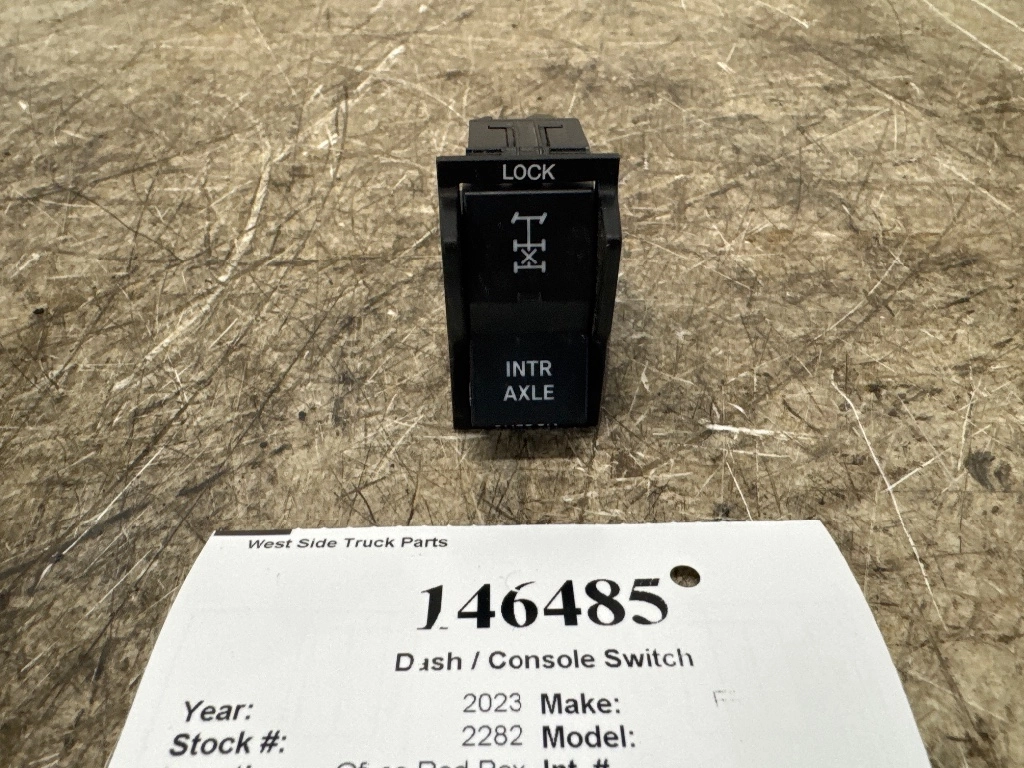 LOCK
INTR
AXLE
West Side Truck Parts
146485
Dash / Console Switch
Year: 2023 Make:
Stock #: 2282 Model: